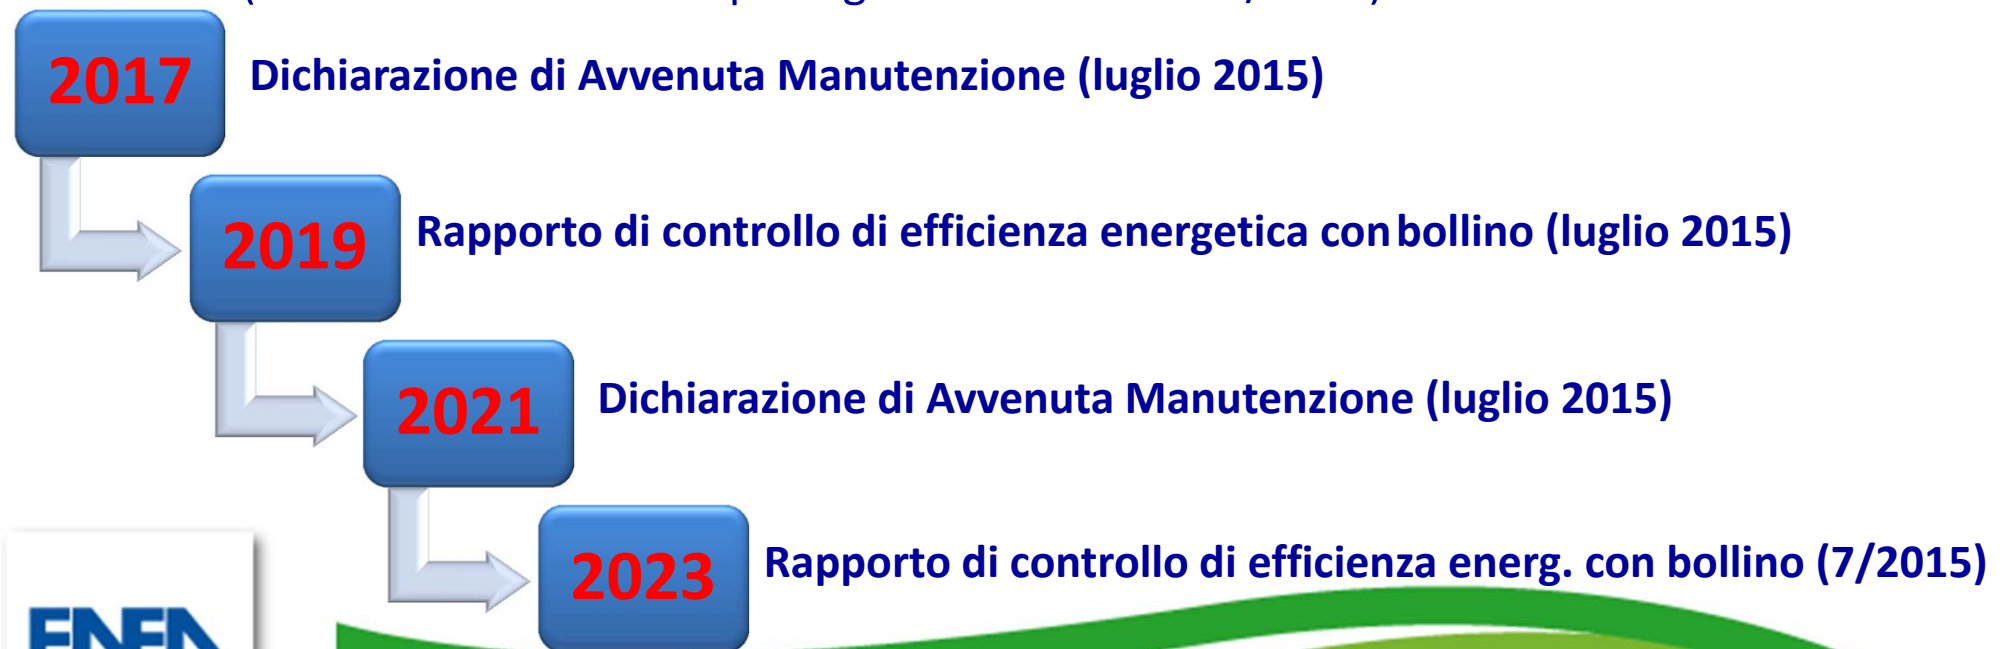 2017 Dichiarazione di Avvenuta Manutenzione (luglio 2015)
2019 Rapporto di controllo di efficienza energetica con bollino (luglio 2015)
2021 Dichiarazione di Avvenuta Manutenzione (luglio 2015)
2023 Rapporto di controllo di efficienza energ. con bollino (7/2015)
ENEA